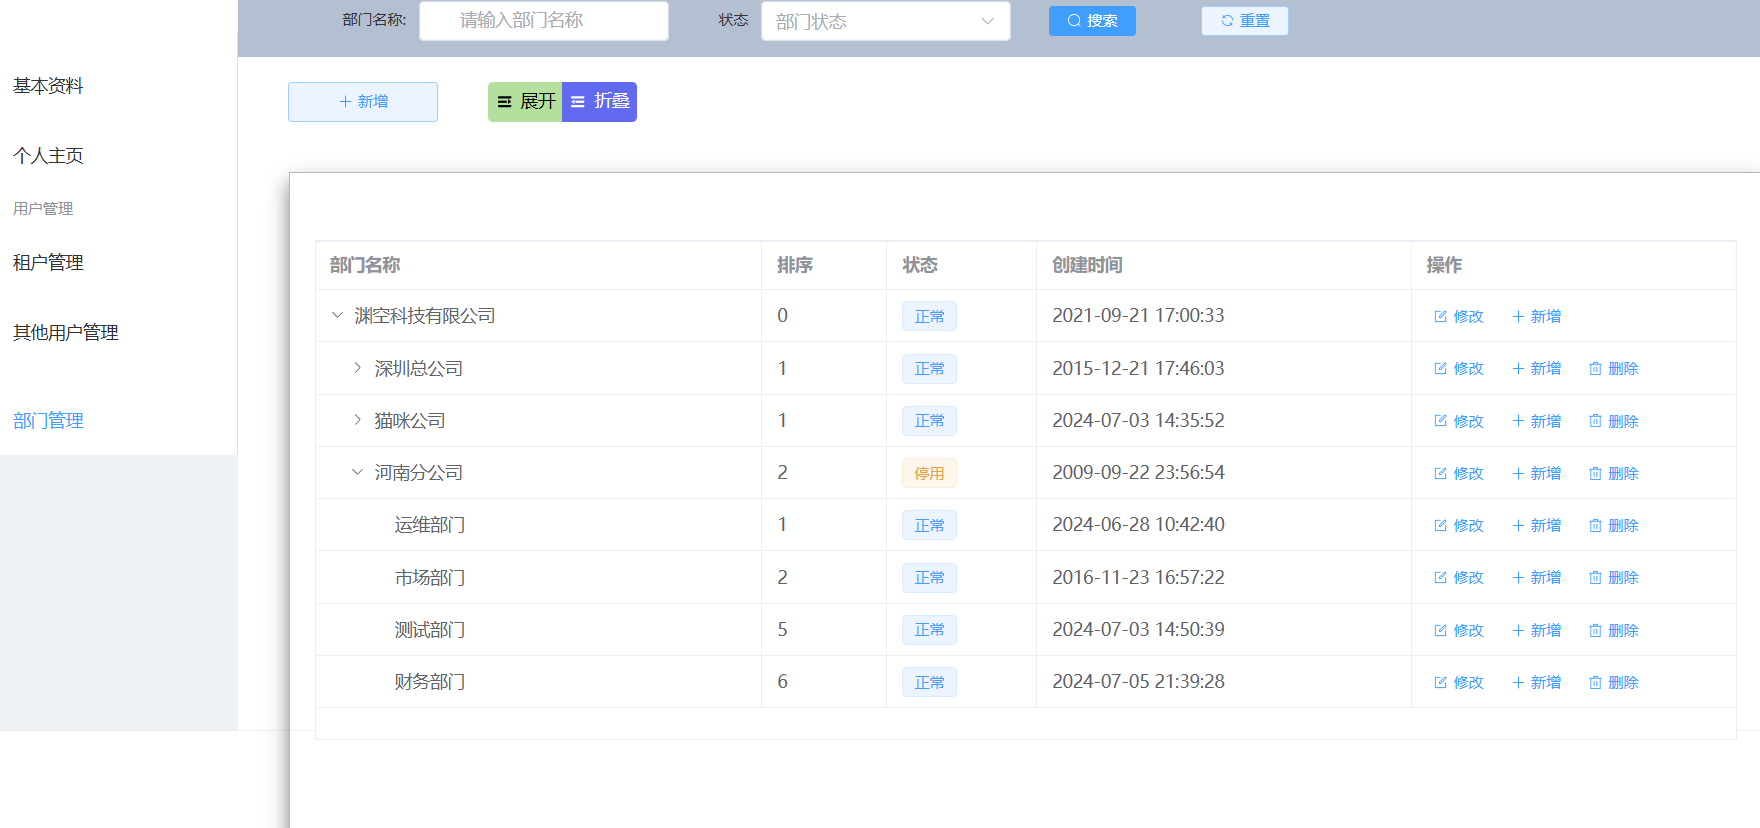 部门名称: 请输入部门名称 状态 部门状态 搜索 重置
基本资料
个人主页
用户管理
租户管理
其他用户管理
部门管理
新增 展开 折叠
部门名称 排序 状态 创建时间 操作
渊空科技有限公司 0 正常 2021-09-21 17:00:33 修改 新增
深圳总公司 1 正常 2015-12-21 17:46:03 修改 新增 删除
猫咪公司 1 正常 2024-07-03 14:35:52 修改 新增 删除
河南分公司 2 停用 2009-09-22 23:56:54 修改 新增 删除
运维部门 1 正常 2024-06-28 10:42:40 修改 新增 删除
市场部门 2 正常 2016-11-23 16:57:22 修改 新增 删除
测试部门 5 正常 2024-07-03 14:50:39 修改 新增 删除
财务部门 6 正常 2024-07-05 21:39:28 修改 新增 删除